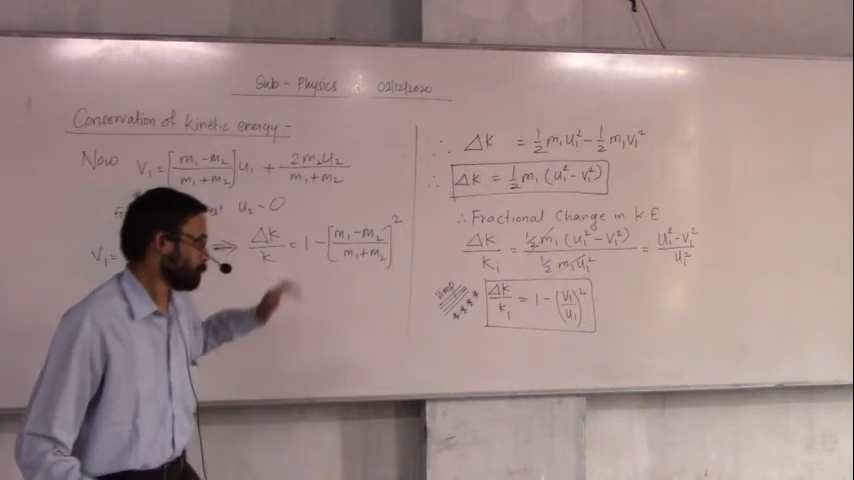 Sub - Physics 02/12/2020
Conservation of kinetic energy :-
Now V₁ = [m₁-m₂ / m₁+m₂] u₁ + 2m₂u₂ / m₁+m₂
u₂ = 0
V₁ =
⇒ ΔK / K = 1 - [m₁-m₂ / m₁+m₂]²
∴ ΔK = ½ m₁u₁² - ½ m₁v₁²
∴ ΔK = ½ m₁ (u₁² - v₁²)
∴ Fractional Change in K.E
ΔK / Kᵢ = ½ m₁ (u₁² - v₁²) / ½ m₁u₁² = u₁² - v₁² / u₁²
Vimp **** ΔK / Kᵢ = 1 - (v₁ / u₁)²